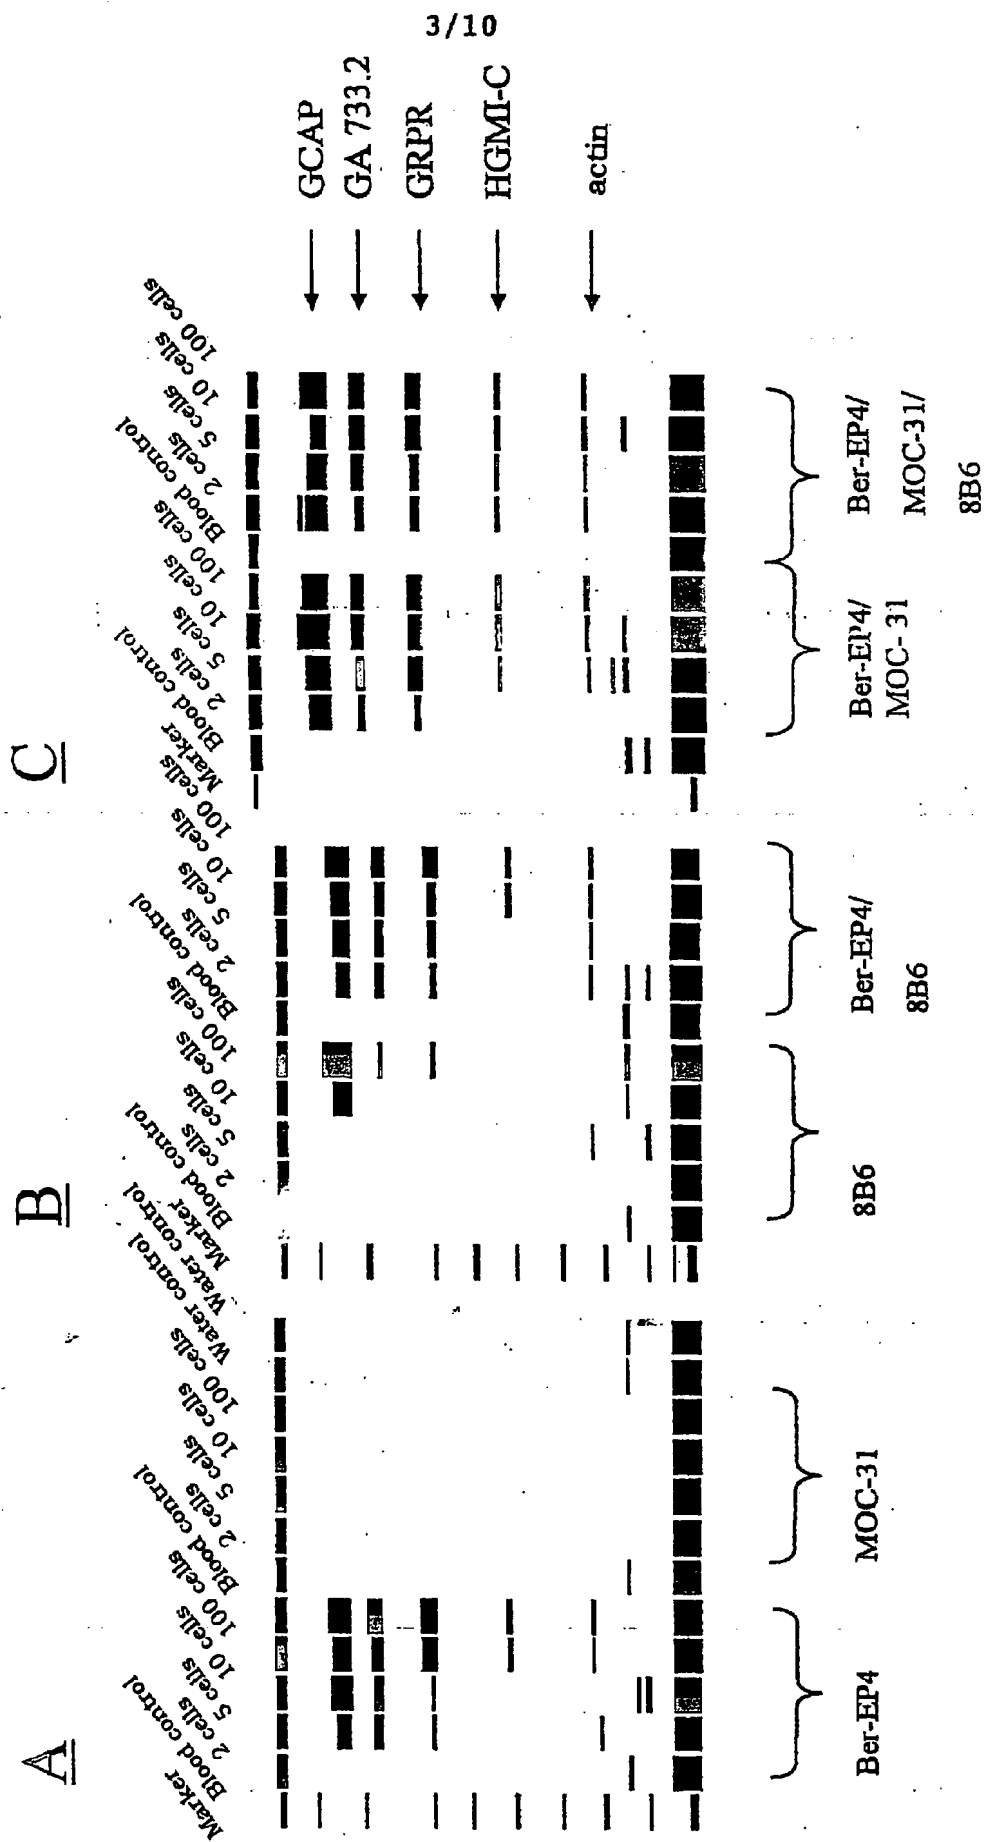 3/10
A
B
C
Marker
Blood control
2 cells
5 cells
10 cells
100 cells
Blood control
2 cells
5 cells
10 cells
100 cells
Water control
Water control
Marker
Blood control
2 cells
5 cells
10 cells
100 cells
Blood control
2 cells
5 cells
10 cells
100 cells
Marker
Blood control
2 cells
5 cells
10 cells
100 cells
Blood control
2 cells
5 cells
10 cells
100 cells
GCAP
GA 733.2
GRPR
HGMI-C
actin
Ber-EP4
MOC-31
8B6
Ber-EP4/
8B6
Ber-EP4/
MOC- 31
Ber-EP4/
MOC-31/
8B6